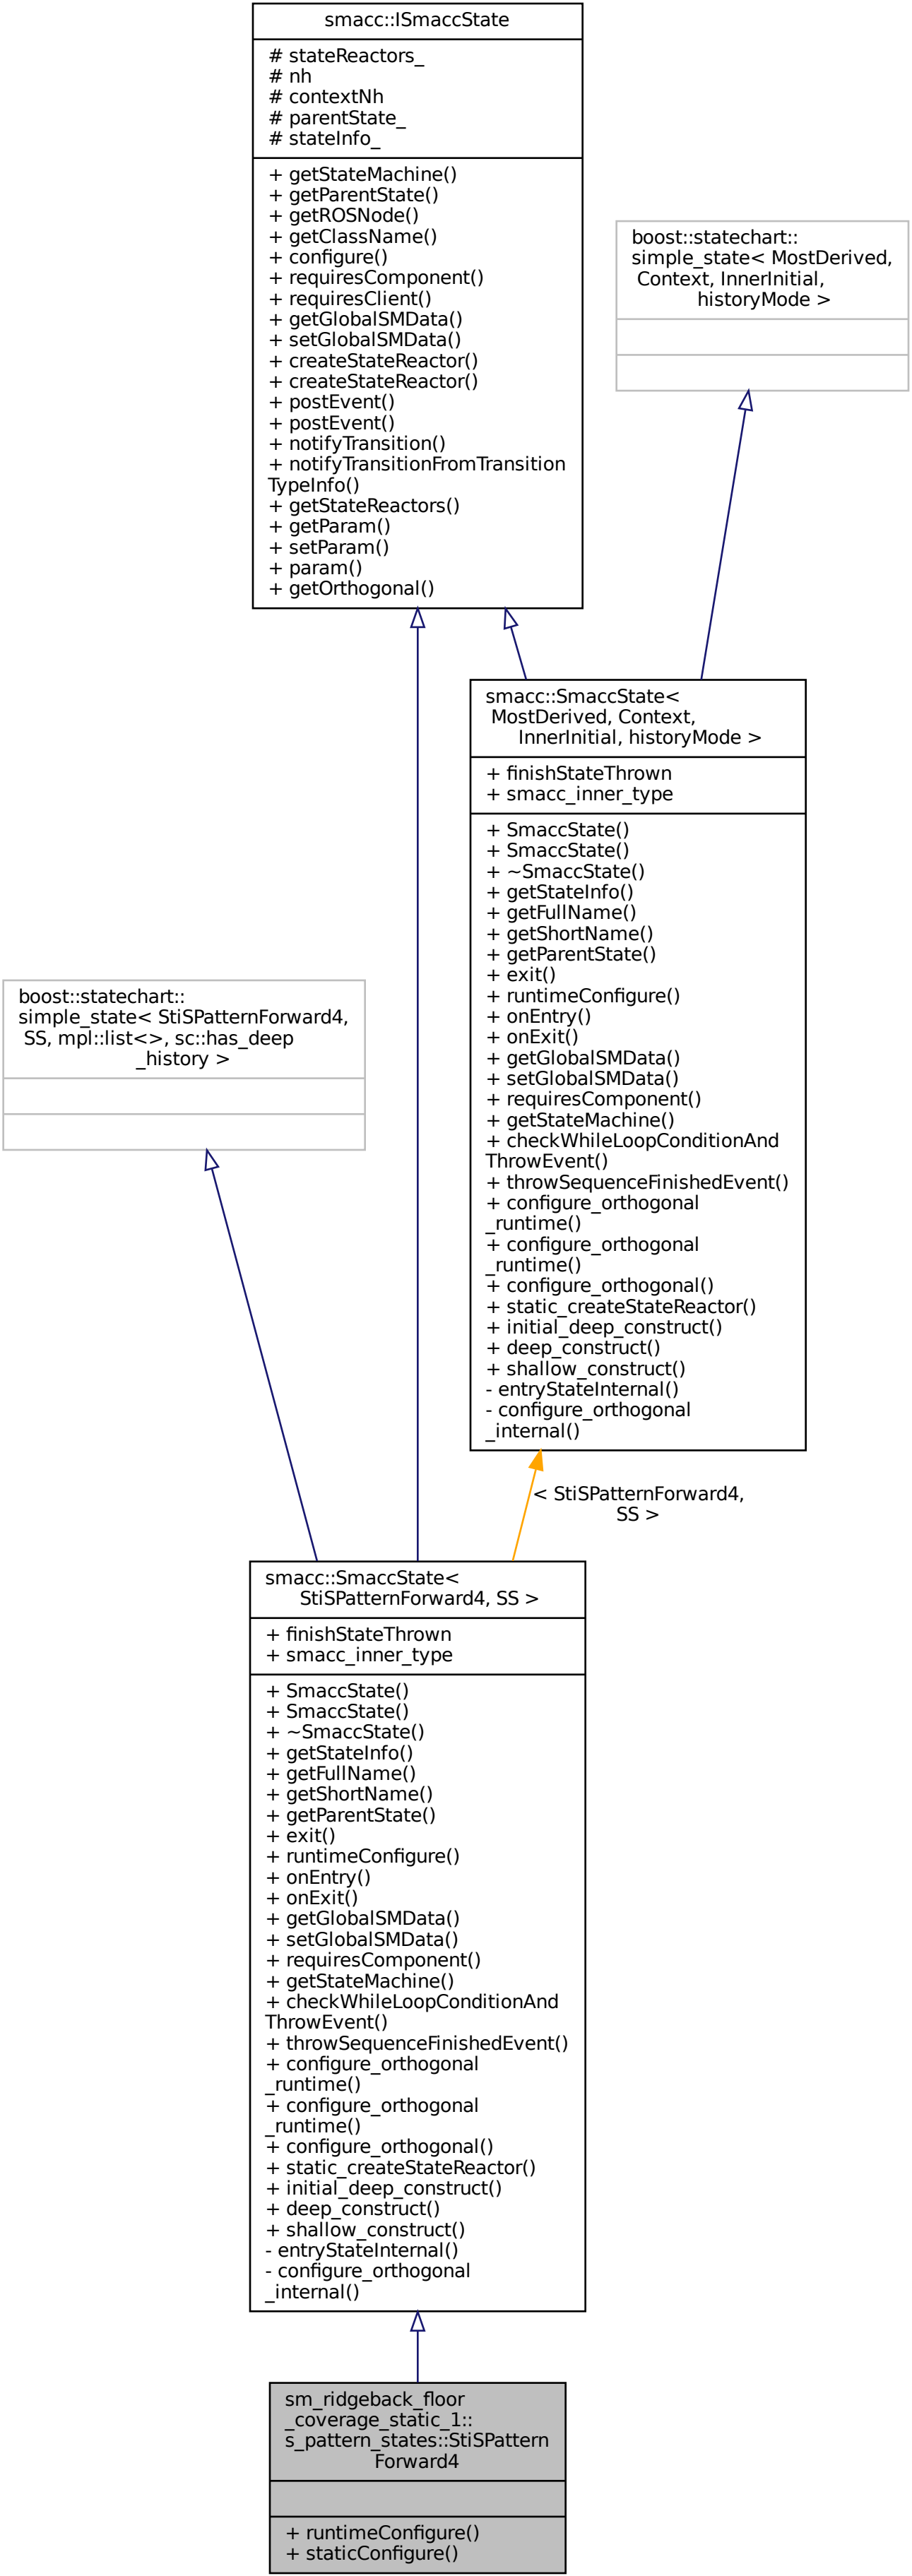 smacc::ISmaccState
# stateReactors_
# nh
# contextNh
# parentState_
# stateInfo_
+ getStateMachine()
+ getParentState()
+ getROSNode()
+ getClassName()
+ configure()
+ requiresComponent()
+ requiresClient()
+ getGlobalSMData()
+ setGlobalSMData()
+ createStateReactor()
+ createStateReactor()
+ postEvent()
+ postEvent()
+ notifyTransition()
+ notifyTransitionFromTransition
TypeInfo()
+ getStateReactors()
+ getParam()
+ setParam()
+ param()
+ getOrthogonal()
boost::statechart::
simple_state< MostDerived,
Context, InnerInitial,
historyMode >
smacc::SmaccState<
MostDerived, Context,
InnerInitial, historyMode >
+ finishStateThrown
+ smacc_inner_type
+ SmaccState()
+ SmaccState()
+ ~SmaccState()
+ getStateInfo()
+ getFullName()
+ getShortName()
+ getParentState()
+ exit()
+ runtimeConfigure()
+ onEntry()
+ onExit()
+ getGlobalSMData()
+ setGlobalSMData()
+ requiresComponent()
+ getStateMachine()
+ checkWhileLoopConditionAnd
ThrowEvent()
+ throwSequenceFinishedEvent()
+ configure_orthogonal
_runtime()
+ configure_orthogonal
_runtime()
+ configure_orthogonal()
+ static_createStateReactor()
+ initial_deep_construct()
+ deep_construct()
+ shallow_construct()
- entryStateInternal()
- configure_orthogonal
_internal()
boost::statechart::
simple_state< StiSPatternForward4,
SS, mpl::list<>, sc::has_deep
_history >
< StiSPatternForward4,
SS >
smacc::SmaccState<
StiSPatternForward4, SS >
+ finishStateThrown
+ smacc_inner_type
+ SmaccState()
+ SmaccState()
+ ~SmaccState()
+ getStateInfo()
+ getFullName()
+ getShortName()
+ getParentState()
+ exit()
+ runtimeConfigure()
+ onEntry()
+ onExit()
+ getGlobalSMData()
+ setGlobalSMData()
+ requiresComponent()
+ getStateMachine()
+ checkWhileLoopConditionAnd
ThrowEvent()
+ throwSequenceFinishedEvent()
+ configure_orthogonal
_runtime()
+ configure_orthogonal
_runtime()
+ configure_orthogonal()
+ static_createStateReactor()
+ initial_deep_construct()
+ deep_construct()
+ shallow_construct()
- entryStateInternal()
- configure_orthogonal
_internal()
sm_ridgeback_floor
_coverage_static_1::
s_pattern_states::StiSPattern
Forward4
+ runtimeConfigure()
+ staticConfigure()